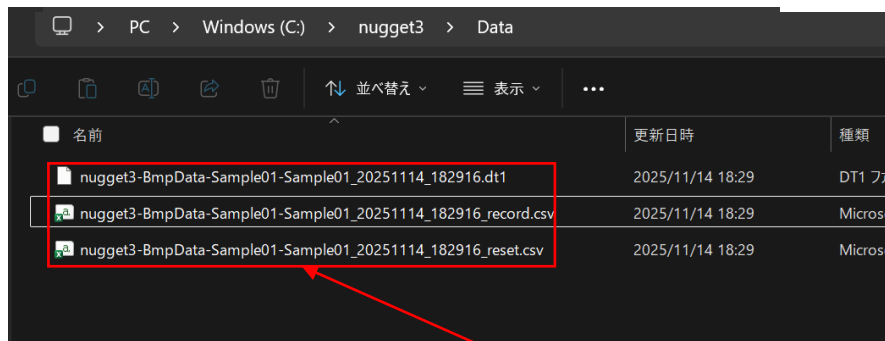 PC > Windows (C:) > nugget3 > Data
並べ替え 表示
名前 更新日時 種類
nugget3-BmpData-Sample01-Sample01_20251114_182916.dt1 2025/11/14 18:29 DT1
nugget3-BmpData-Sample01-Sample01_20251114_182916_record.csv 2025/11/14 18:29
nugget3-BmpData-Sample01-Sample01_20251114_182916_reset.csv 2025/11/14 18:29